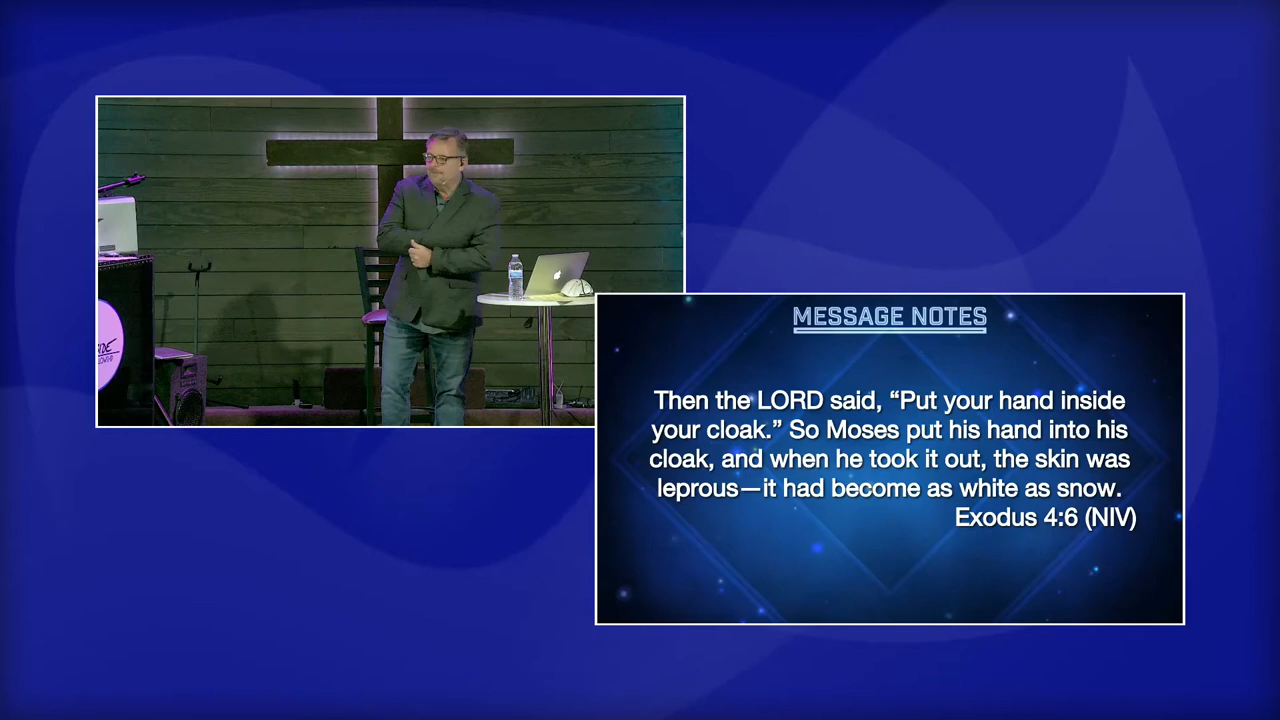 MESSAGE NOTES
Then the LORD said, “Put your hand inside
your cloak.” So Moses put his hand into his
cloak, and when he took it out, the skin was
leprous—it had become as white as snow.
Exodus 4:6 (NIV)